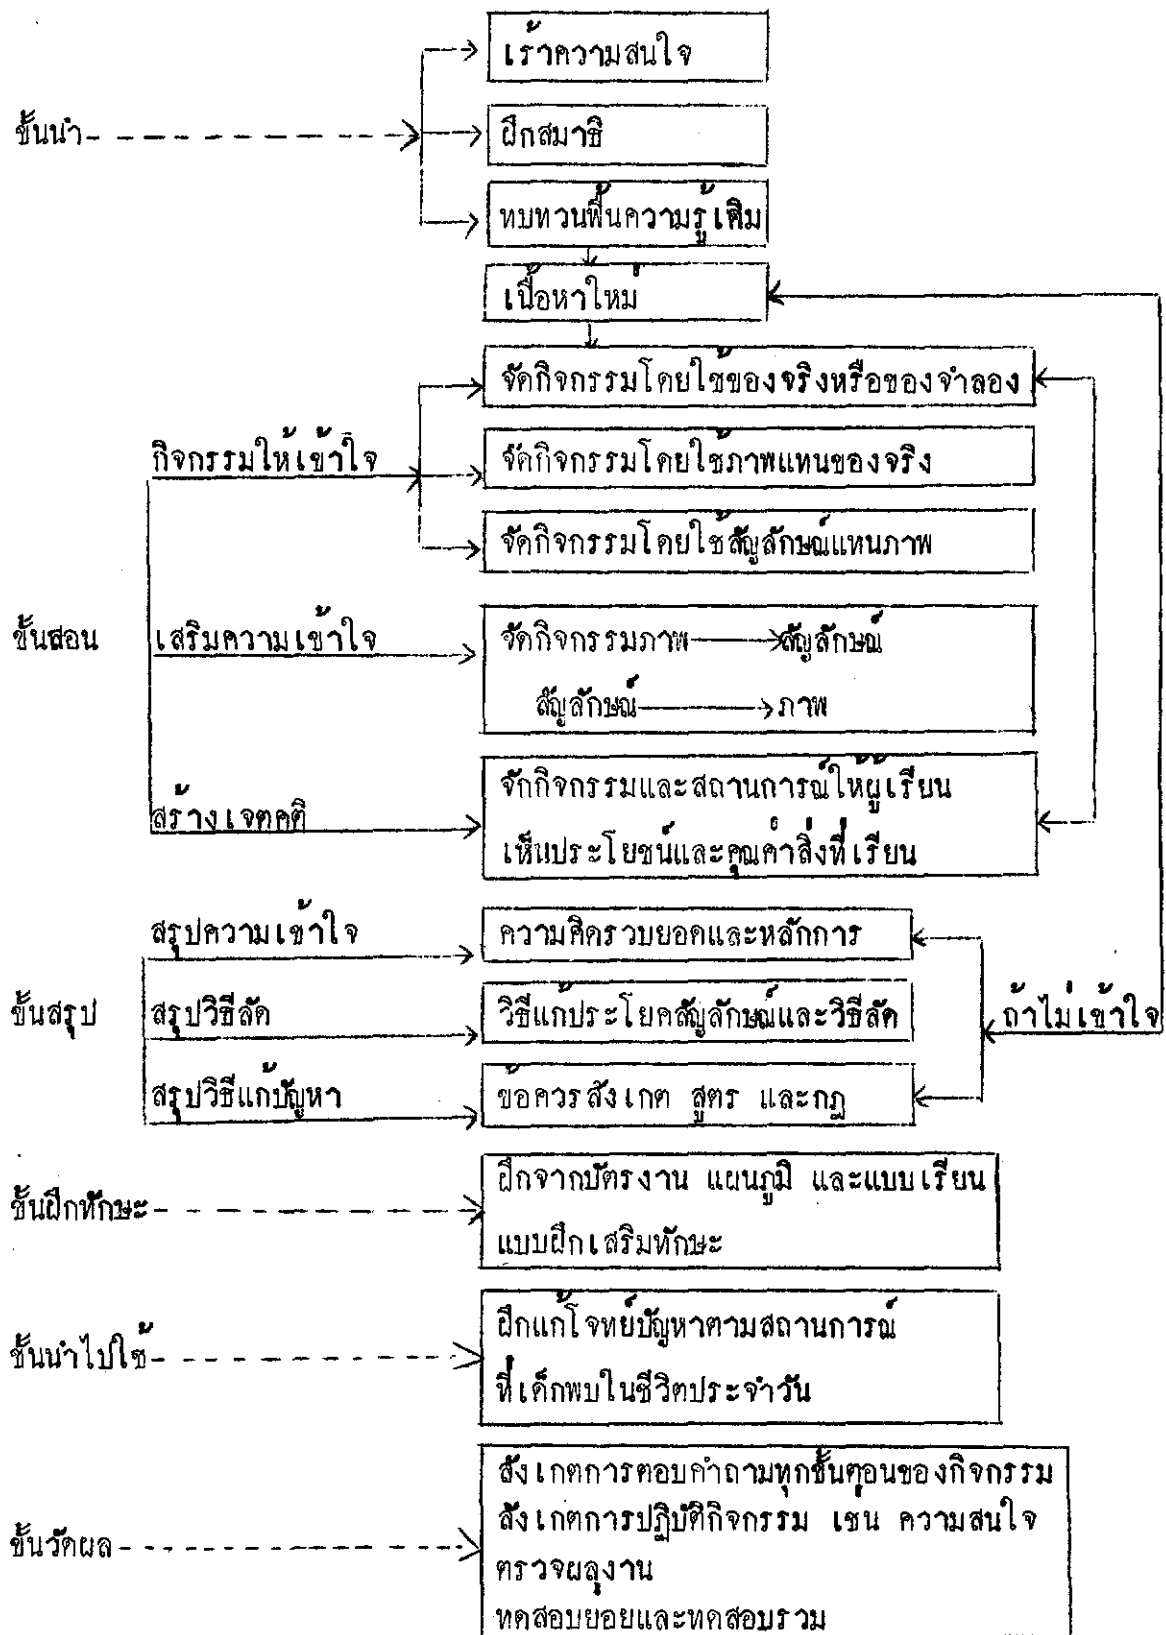 เร้าความสนใจ
ขั้นนำ
ฝึกสมาธิ
ทบทวนพื้นความรู้เดิม
เนื้อหาใหม่
จัดกิจกรรมโดยใช้ของจริงหรือของจำลอง
กิจกรรมให้เข้าใจ
จัดกิจกรรมโดยใช้ภาพแทนของจริง
จัดกิจกรรมโดยใช้สัญลักษณ์แทนภาพ
ขั้นสอน
เสริมความเข้าใจ
จัดกิจกรรมภาพ → สัญลักษณ์
สัญลักษณ์ → ภาพ
สร้างเจตคติ
จักกิจกรรมและสถานการณ์ให้ผู้เรียน
เห็นประโยชน์และคุณค่าสิ่งที่เรียน
สรุปความเข้าใจ
ความคิดรวบยอดและหลักการ
ขั้นสรุป
สรุปวิธีลัด
วิธีแก้ประโยคสัญลักษณ์และวิธีลัด
ถ้าไม่เข้าใจ
สรุปวิธีแก้ปัญหา
ข้อควรสังเกต สูตร และกฎ
ขั้นฝึกทักษะ
ฝึกจากบัตรงาน แผนภูมิ และแบบเรียน
แบบฝึกเสริมทักษะ
ขั้นนำไปใช้
ฝึกแก้โจทย์ปัญหาตามสถานการณ์
ที่เด็กพบในชีวิตประจำวัน
ขั้นวัดผล
สังเกตการตอบคำถามทุกขั้นตอนของกิจกรรม
สังเกตการปฏิบัติกิจกรรม เช่น ความสนใจ
ตรวจผลงาน
ทดสอบย่อยและทดสอบรวม